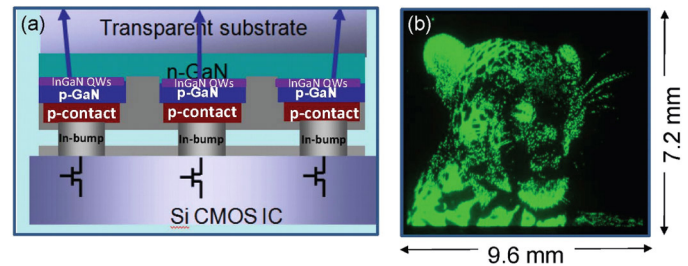 (a)
Transparent substrate
n-GaN
InGaN QWs InGaN QWs InGaN QWs
p-GaN p-GaN p-GaN
p-contact p-contact p-contact
In-bump In-bump In-bump
Si CMOS IC
(b)
7.2 mm
9.6 mm